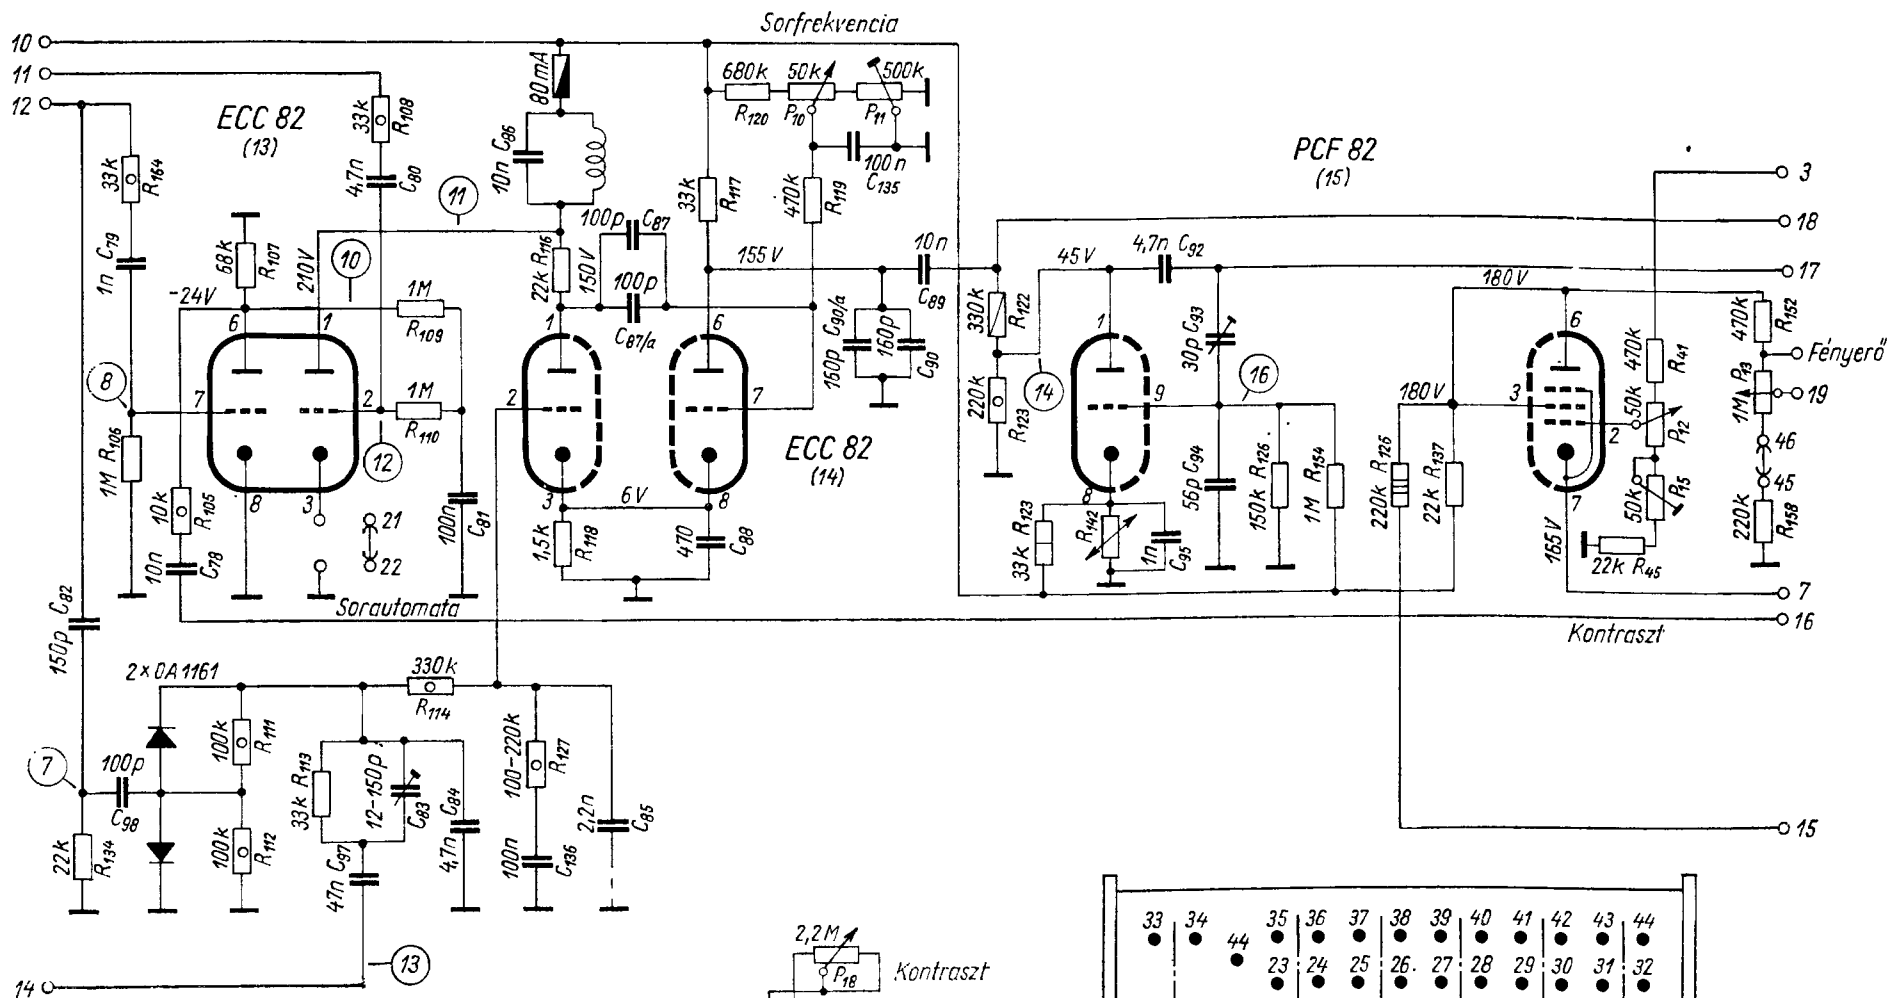 Sorfrekvencia
10
11
12
ECC 82
(13)
33k R164
1n C79
33k R108
4,7n C80
80mA
10n C86
680k
R120
50k
P10
500k
P11
100n
C135
33k R117
470k R119
PCF 82
(15)
3
18
17
68k R107
210V
11
10
-24V
1M
R109
22k R116
150V
100p C87
100p
C87/a
155 V
10n
C89
330k R122
45V
4,7n C92
180V
470k R152
470k R41
Fényerő
6
1
1
6
160p C90/a
160p C90
14
1
30p C93
16
6
8
7
2
1M
R110
12
2
7
ECC 82
(14)
220k R123
9
180V
3
2
50k P12
1M P13
19
46
45
1M R106
10k R105
10n C78
8
3
21
22
100n C81
3
6V
8
1,5k R118
470 C88
8
33k R123
R142
1n C95
56p C94
150k R126
1M R154
220k R126
22k R137
7
165V
50k P15
22k R45
220k R158
7
16
Sorautomata
Kontraszt
150p C82
2×OA1161
330k
R114
7
100p
C98
22k R134
100k R111
100k R112
33k R113
12-150p C83
47n C97
4,7n C84
100-220k R127
100n C136
2,2n C85
15
13
14
2,2M
P18
Kontraszt
33 34 35 36 37 38 39 40 41 42 43 44
44
23 24 25 26 27 28 29 30 31 32